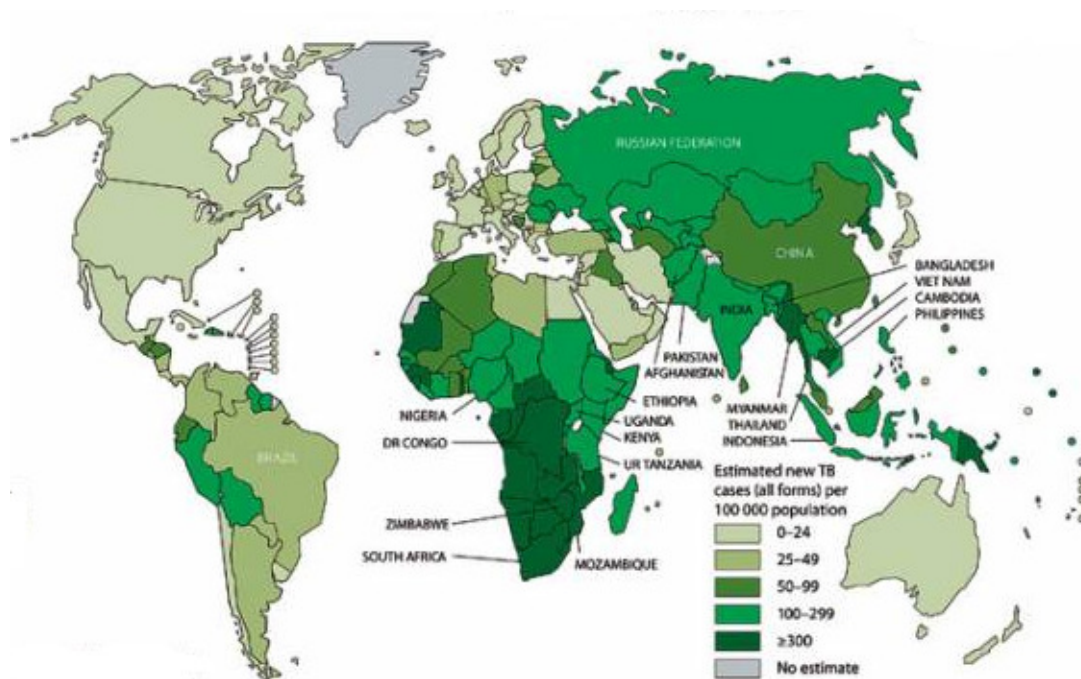 RUSSIAN FEDERATION
CHINA
BANGLADESH
VIET NAM
CAMBODIA
PHILIPPINES
INDIA
PAKISTAN
AFGHANISTAN
ETHIOPIA
NIGERIA
UGANDA
MYANMAR
KENYA
THAILAND
DR CONGO
INDONESIA
BRAZIL
UR TANZANIA
ZIMBABWE
SOUTH AFRICA
MOZAMBIQUE
Estimated new TB
cases (all forms) per
100 000 population
0–24
25–49
50–99
100–299
≥300
No estimate